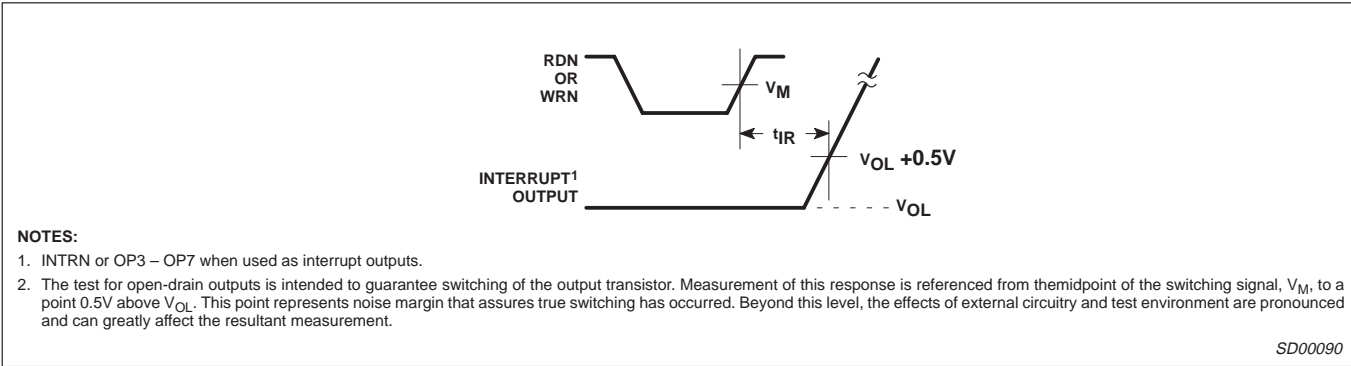 RDN
OR
WRN
VM
tIR
VOL +0.5V
INTERRUPT1
OUTPUT
VOL
NOTES:
1. INTRN or OP3 – OP7 when used as interrupt outputs.
2. The test for open-drain outputs is intended to guarantee switching of the output transistor. Measurement of this response is referenced from themidpoint of the switching signal, VM, to a
point 0.5V above VOL. This point represents noise margin that assures true switching has occurred. Beyond this level, the effects of external circuitry and test environment are pronounced
and can greatly affect the resultant measurement.
SD00090